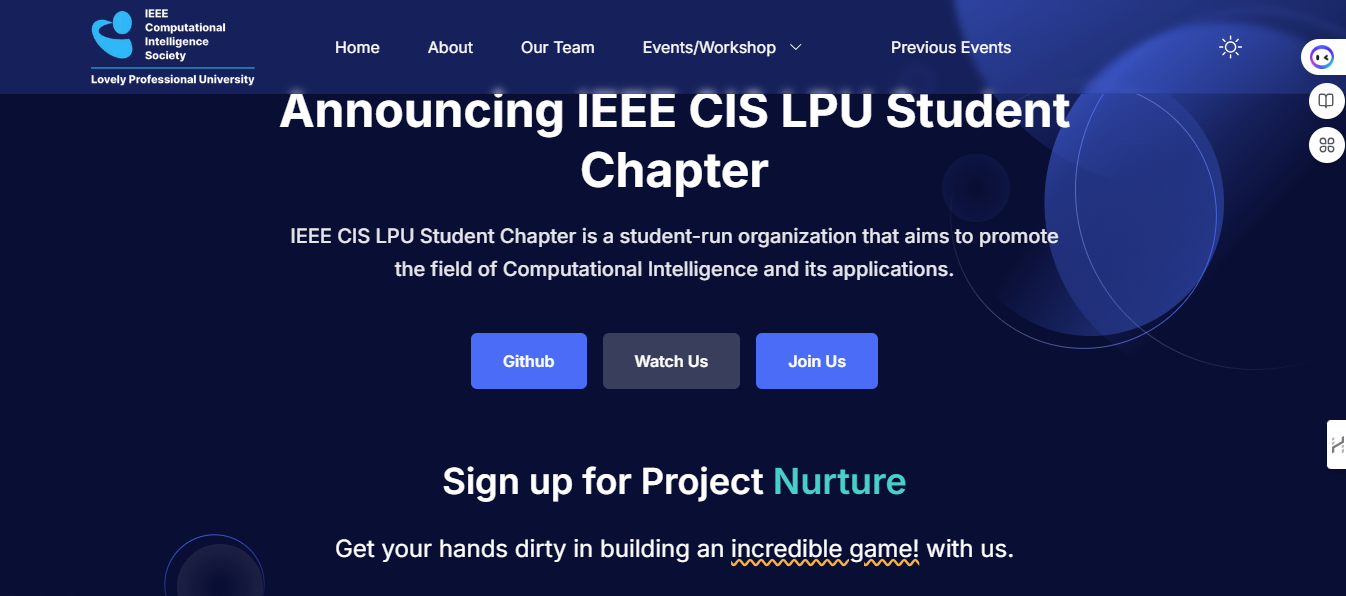 IEEE
Computational
Intelligence
Society
Lovely Professional University
Home
About
Our Team
Events/Workshop
Previous Events
Announcing IEEE CIS LPU Student
Chapter
IEEE CIS LPU Student Chapter is a student-run organization that aims to promote
the field of Computational Intelligence and its applications.
Github
Watch Us
Join Us
Sign up for Project Nurture
Get your hands dirty in building an incredible game! with us.